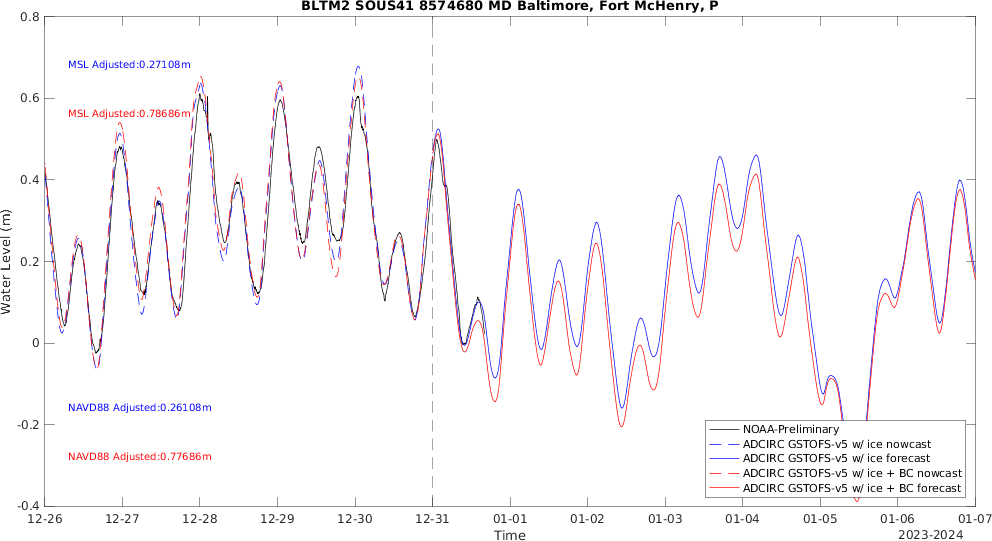 BLTM2 SOUS41 8574680 MD Baltimore, Fort McHenry, P
0.8
0.6
0.4
0.2
0
-0.2
-0.4
Water Level (m)
MSL Adjusted:0.27108m
MSL Adjusted:0.78686m
NAVD88 Adjusted:0.26108m
NAVD88 Adjusted:0.77686m
NOAA-Preliminary
ADCIRC GSTOFS-v5 w/ ice nowcast
ADCIRC GSTOFS-v5 w/ ice forecast
ADCIRC GSTOFS-v5 w/ ice + BC nowcast
ADCIRC GSTOFS-v5 w/ ice + BC forecast
12-26 12-27 12-28 12-29 12-30 12-31 01-01 01-02 01-03 01-04 01-05 01-06 01-07
Time
2023-2024